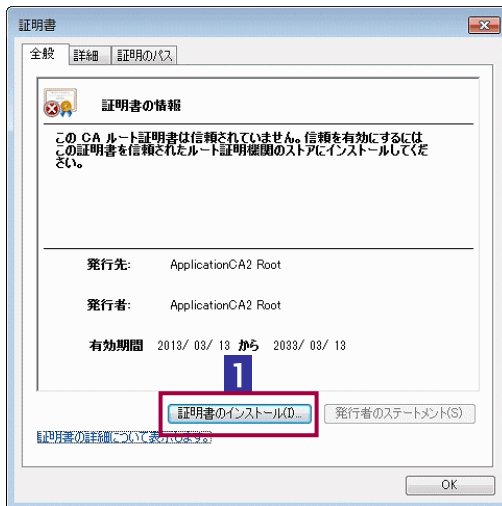 証明書
全般 詳細 証明のパス
証明書の情報
この CA ルート証明書は信頼されていません。信頼を有効にするには
この証明書を信頼されたルート証明機関のストアにインストールしてくだ
さい。
発行先: ApplicationCA2 Root
発行者: ApplicationCA2 Root
有効期間 2013/ 03/ 13 から 2033/ 03/ 13
1
証明書のインストール(I)... 発行者のステートメント(S)
証明書の詳細について表示します。
OK